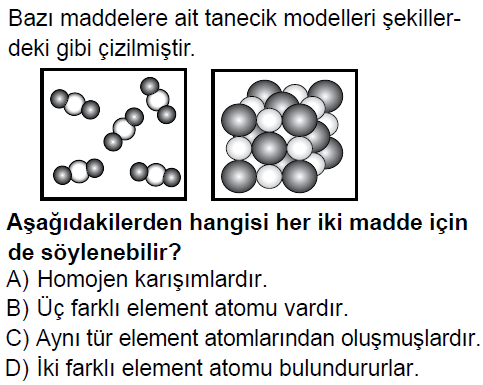 Bazı maddelere ait tanecik modelleri şekiller-
deki gibi çizilmiştir.
Aşağıdakilerden hangisi her iki madde için
de söylenebilir?
A) Homojen karışımlardır.
B) Üç farklı element atomu vardır.
C) Aynı tür element atomlarından oluşmuşlardır.
D) İki farklı element atomu bulundururlar.